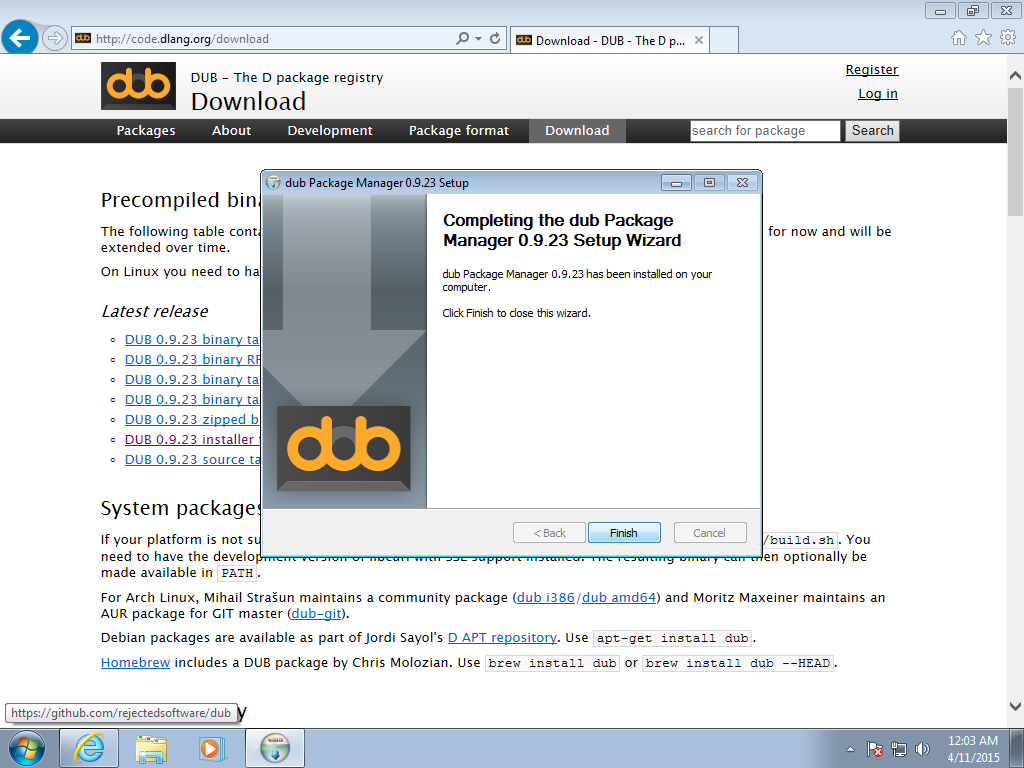 http://code.dlang.org/download
Download - DUB - The D p...
dub
DUB - The D package registry
Download
Register
Log in
Packages
About
Development
Package format
Download
search for package
Search
Precompiled bina
The following table conta
for now and will be
extended over time.
On Linux you need to ha
Latest release
DUB 0.9.23 binary ta
DUB 0.9.23 binary RP
DUB 0.9.23 binary ta
DUB 0.9.23 binary ta
DUB 0.9.23 zipped b
DUB 0.9.23 installer
DUB 0.9.23 source ta
dub Package Manager 0.9.23 Setup
Completing the dub Package
Manager 0.9.23 Setup Wizard
dub Package Manager 0.9.23 has been installed on your
computer.
Click Finish to close this wizard.
dub
< Back
Finish
Cancel
System packages
If your platform is not su
/build.sh. You
need to have the development version of libcurl with SSL support installed. The resulting binary can then optionally be
made available in PATH.
For Arch Linux, Mihail Strašun maintains a community package (dub i386/dub amd64) and Moritz Maxeiner maintains an
AUR package for GIT master (dub-git).
Debian packages are available as part of Jordi Sayol's D APT repository. Use apt-get install dub.
Homebrew includes a DUB package by Chris Molozian. Use brew install dub or brew install dub --HEAD.
https://github.com/rejectedsoftware/dub
y
12:03 AM
4/11/2015